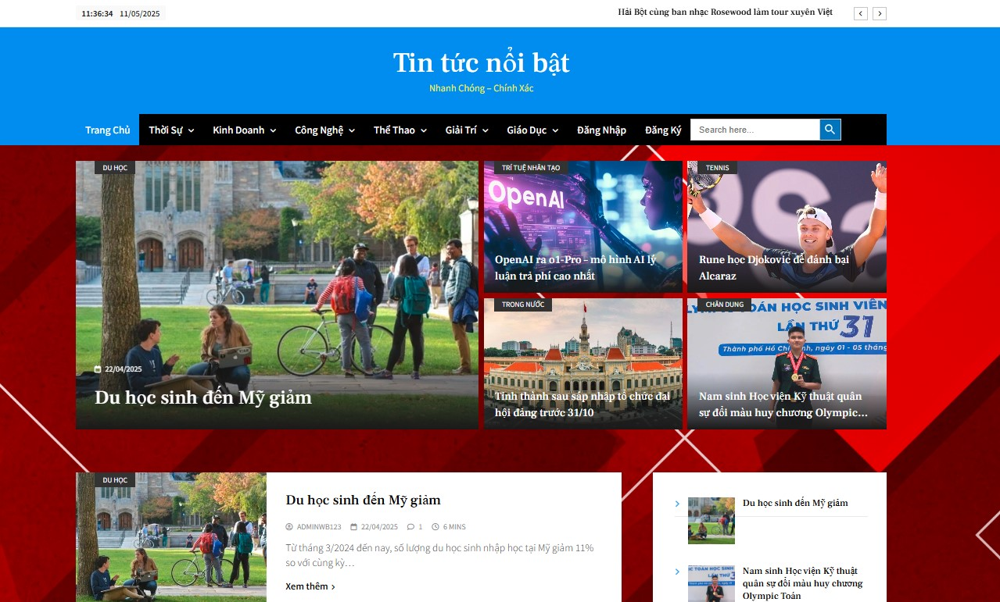 11:36:34 11/05/2025
Hải Bột cùng ban nhạc Rosewood làm tour xuyên Việt
Tin tức nổi bật
Nhanh Chóng – Chính Xác
Trang Chủ Thời Sự Kinh Doanh Công Nghệ Thể Thao Giải Trí Giáo Dục Đăng Nhập Đăng Ký Search here...
DU HỌC
22/04/2025
Du học sinh đến Mỹ giảm
TRÍ TUỆ NHÂN TẠO
OpenAI
OpenAI ra o1-Pro - mô hình AI lý
luận trả phí cao nhất
TENNIS
Rune học Djokovic để đánh bại
Alcaraz
TRONG NƯỚC
Tỉnh thành sau sáp nhập tổ chức đại
hội đảng trước 31/10
CHÂN DUNG
TOÁN HỌC SINH VIÊN
LẦN THỨ 31
Thành phố Hồ Chí Minh, ngày 01 - 05 tháng
Nam sinh Học viện Kỹ thuật quân
sự đổi màu huy chương Olympic...
DU HỌC
Du học sinh đến Mỹ giảm
ADMINWB123 22/04/2025 1 6 MINS
Từ tháng 3/2024 đến nay, số lượng du học sinh nhập học tại Mỹ giảm 11%
so với cùng kỳ…
Xem thêm
Du học sinh đến Mỹ giảm
Nam sinh Học viện Kỹ thuật
quân sự đổi màu huy chương
Olympic Toán